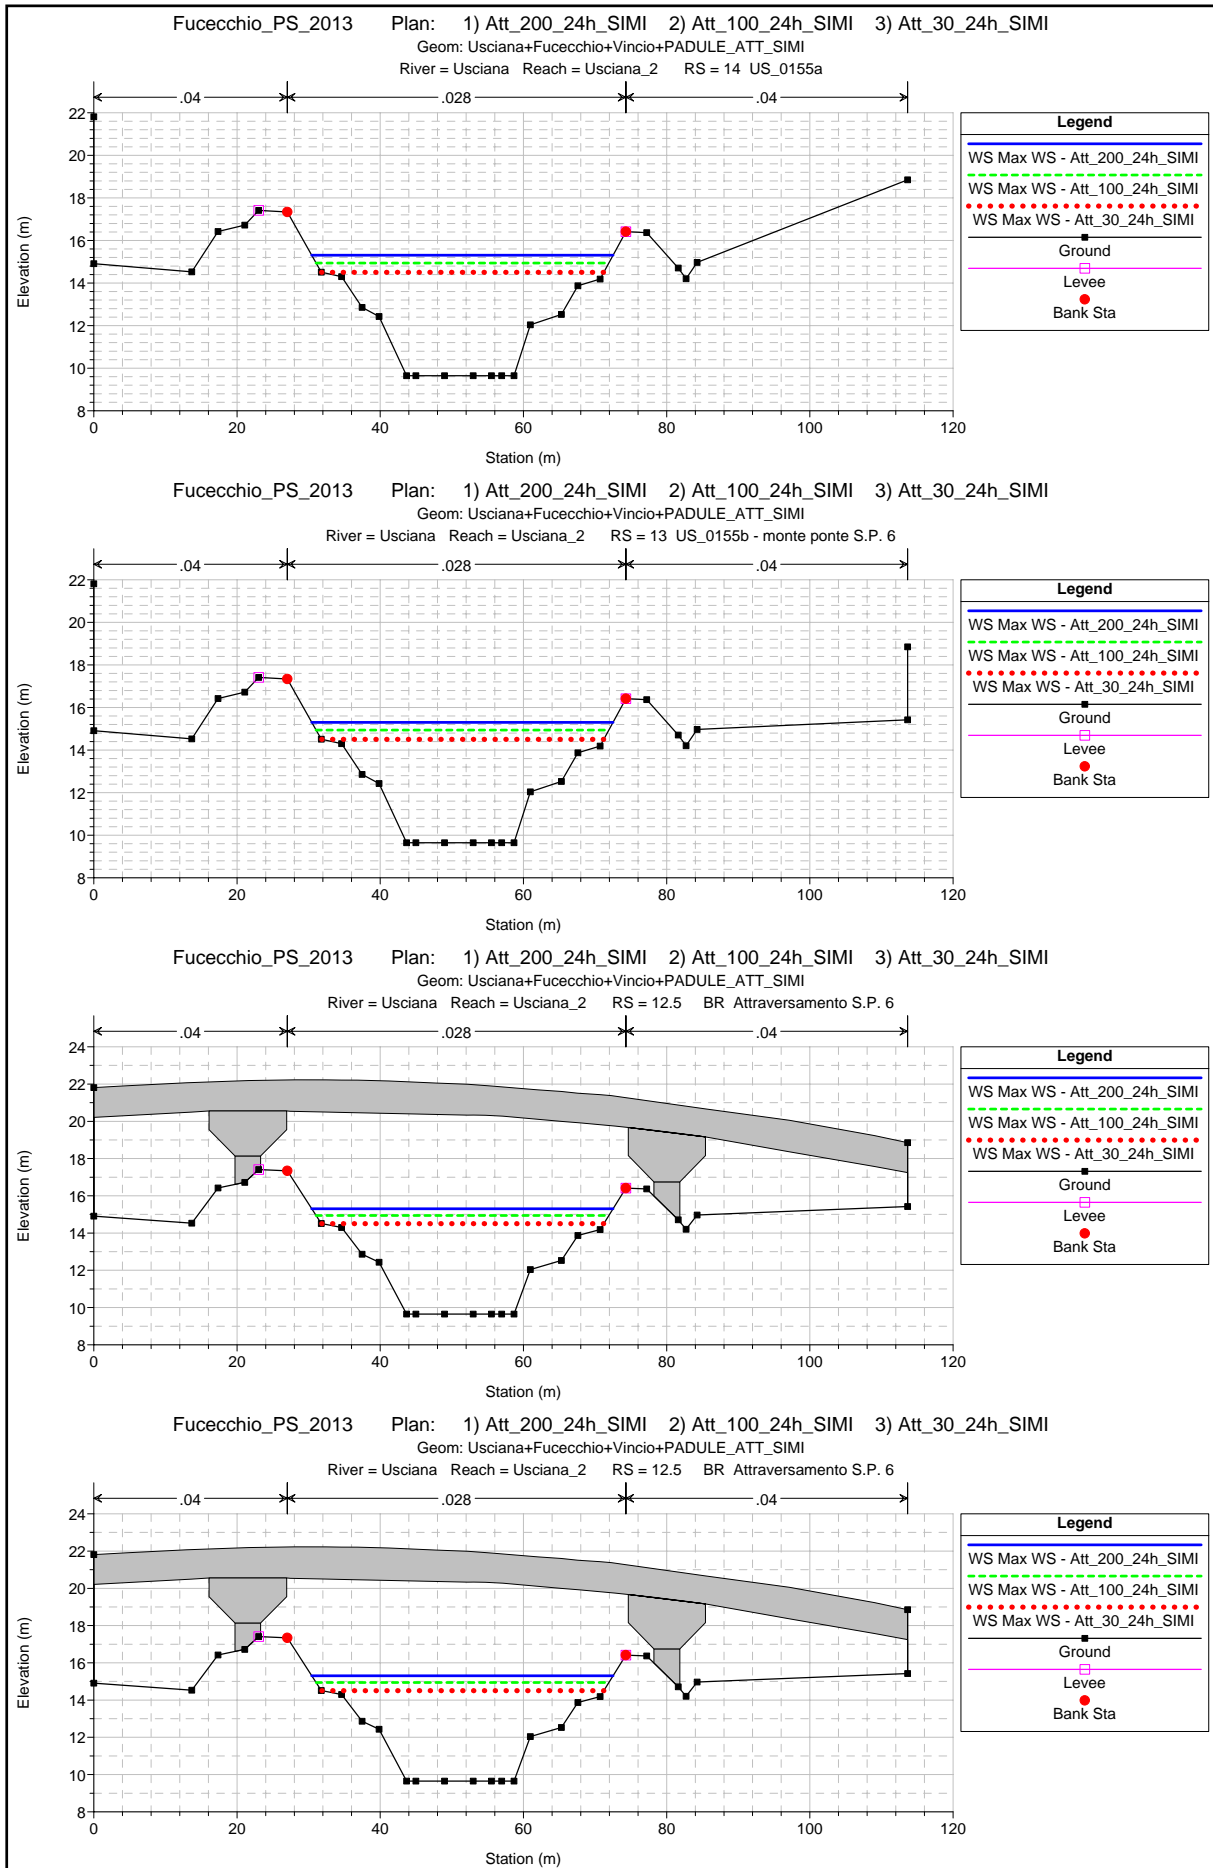 Fucecchio_PS_2013 Plan: 1) Att_200_24h_SIMI 2) Att_100_24h_SIMI 3) Att_30_24h_SIMI
Geom: Usciana+Fucecchio+Vincio+PADULE_ATT_SIMI
River = Usciana Reach = Usciana_2 RS = 14 US_0155a
.04 .028 .04
22
20
18
16
14
12
10
8
Elevation (m)
0 20 40 60 80 100 120
Station (m)
Legend
WS Max WS - Att_200_24h_SIMI
WS Max WS - Att_100_24h_SIMI
WS Max WS - Att_30_24h_SIMI
Ground
Levee
Bank Sta
Fucecchio_PS_2013 Plan: 1) Att_200_24h_SIMI 2) Att_100_24h_SIMI 3) Att_30_24h_SIMI
Geom: Usciana+Fucecchio+Vincio+PADULE_ATT_SIMI
River = Usciana Reach = Usciana_2 RS = 13 US_0155b - monte ponte S.P. 6
.04 .028 .04
22
20
18
16
14
12
10
8
Elevation (m)
0 20 40 60 80 100 120
Station (m)
Legend
WS Max WS - Att_200_24h_SIMI
WS Max WS - Att_100_24h_SIMI
WS Max WS - Att_30_24h_SIMI
Ground
Levee
Bank Sta
Fucecchio_PS_2013 Plan: 1) Att_200_24h_SIMI 2) Att_100_24h_SIMI 3) Att_30_24h_SIMI
Geom: Usciana+Fucecchio+Vincio+PADULE_ATT_SIMI
River = Usciana Reach = Usciana_2 RS = 12.5 BR Attraversamento S.P. 6
.04 .028 .04
24
22
20
18
16
14
12
10
8
Elevation (m)
0 20 40 60 80 100 120
Station (m)
Legend
WS Max WS - Att_200_24h_SIMI
WS Max WS - Att_100_24h_SIMI
WS Max WS - Att_30_24h_SIMI
Ground
Levee
Bank Sta
Fucecchio_PS_2013 Plan: 1) Att_200_24h_SIMI 2) Att_100_24h_SIMI 3) Att_30_24h_SIMI
Geom: Usciana+Fucecchio+Vincio+PADULE_ATT_SIMI
River = Usciana Reach = Usciana_2 RS = 12.5 BR Attraversamento S.P. 6
.04 .028 .04
24
22
20
18
16
14
12
10
8
Elevation (m)
0 20 40 60 80 100 120
Station (m)
Legend
WS Max WS - Att_200_24h_SIMI
WS Max WS - Att_100_24h_SIMI
WS Max WS - Att_30_24h_SIMI
Ground
Levee
Bank Sta